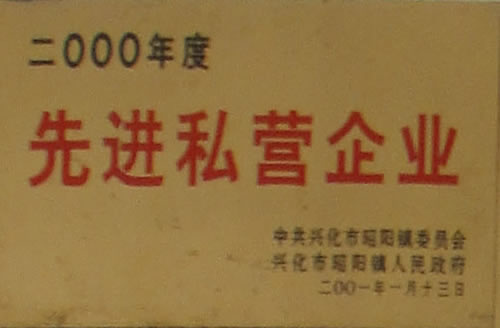 二000年度
先进私营企业
中共兴化市昭阳镇委员会
兴化市昭阳镇人民政府
二00一年一月十三日